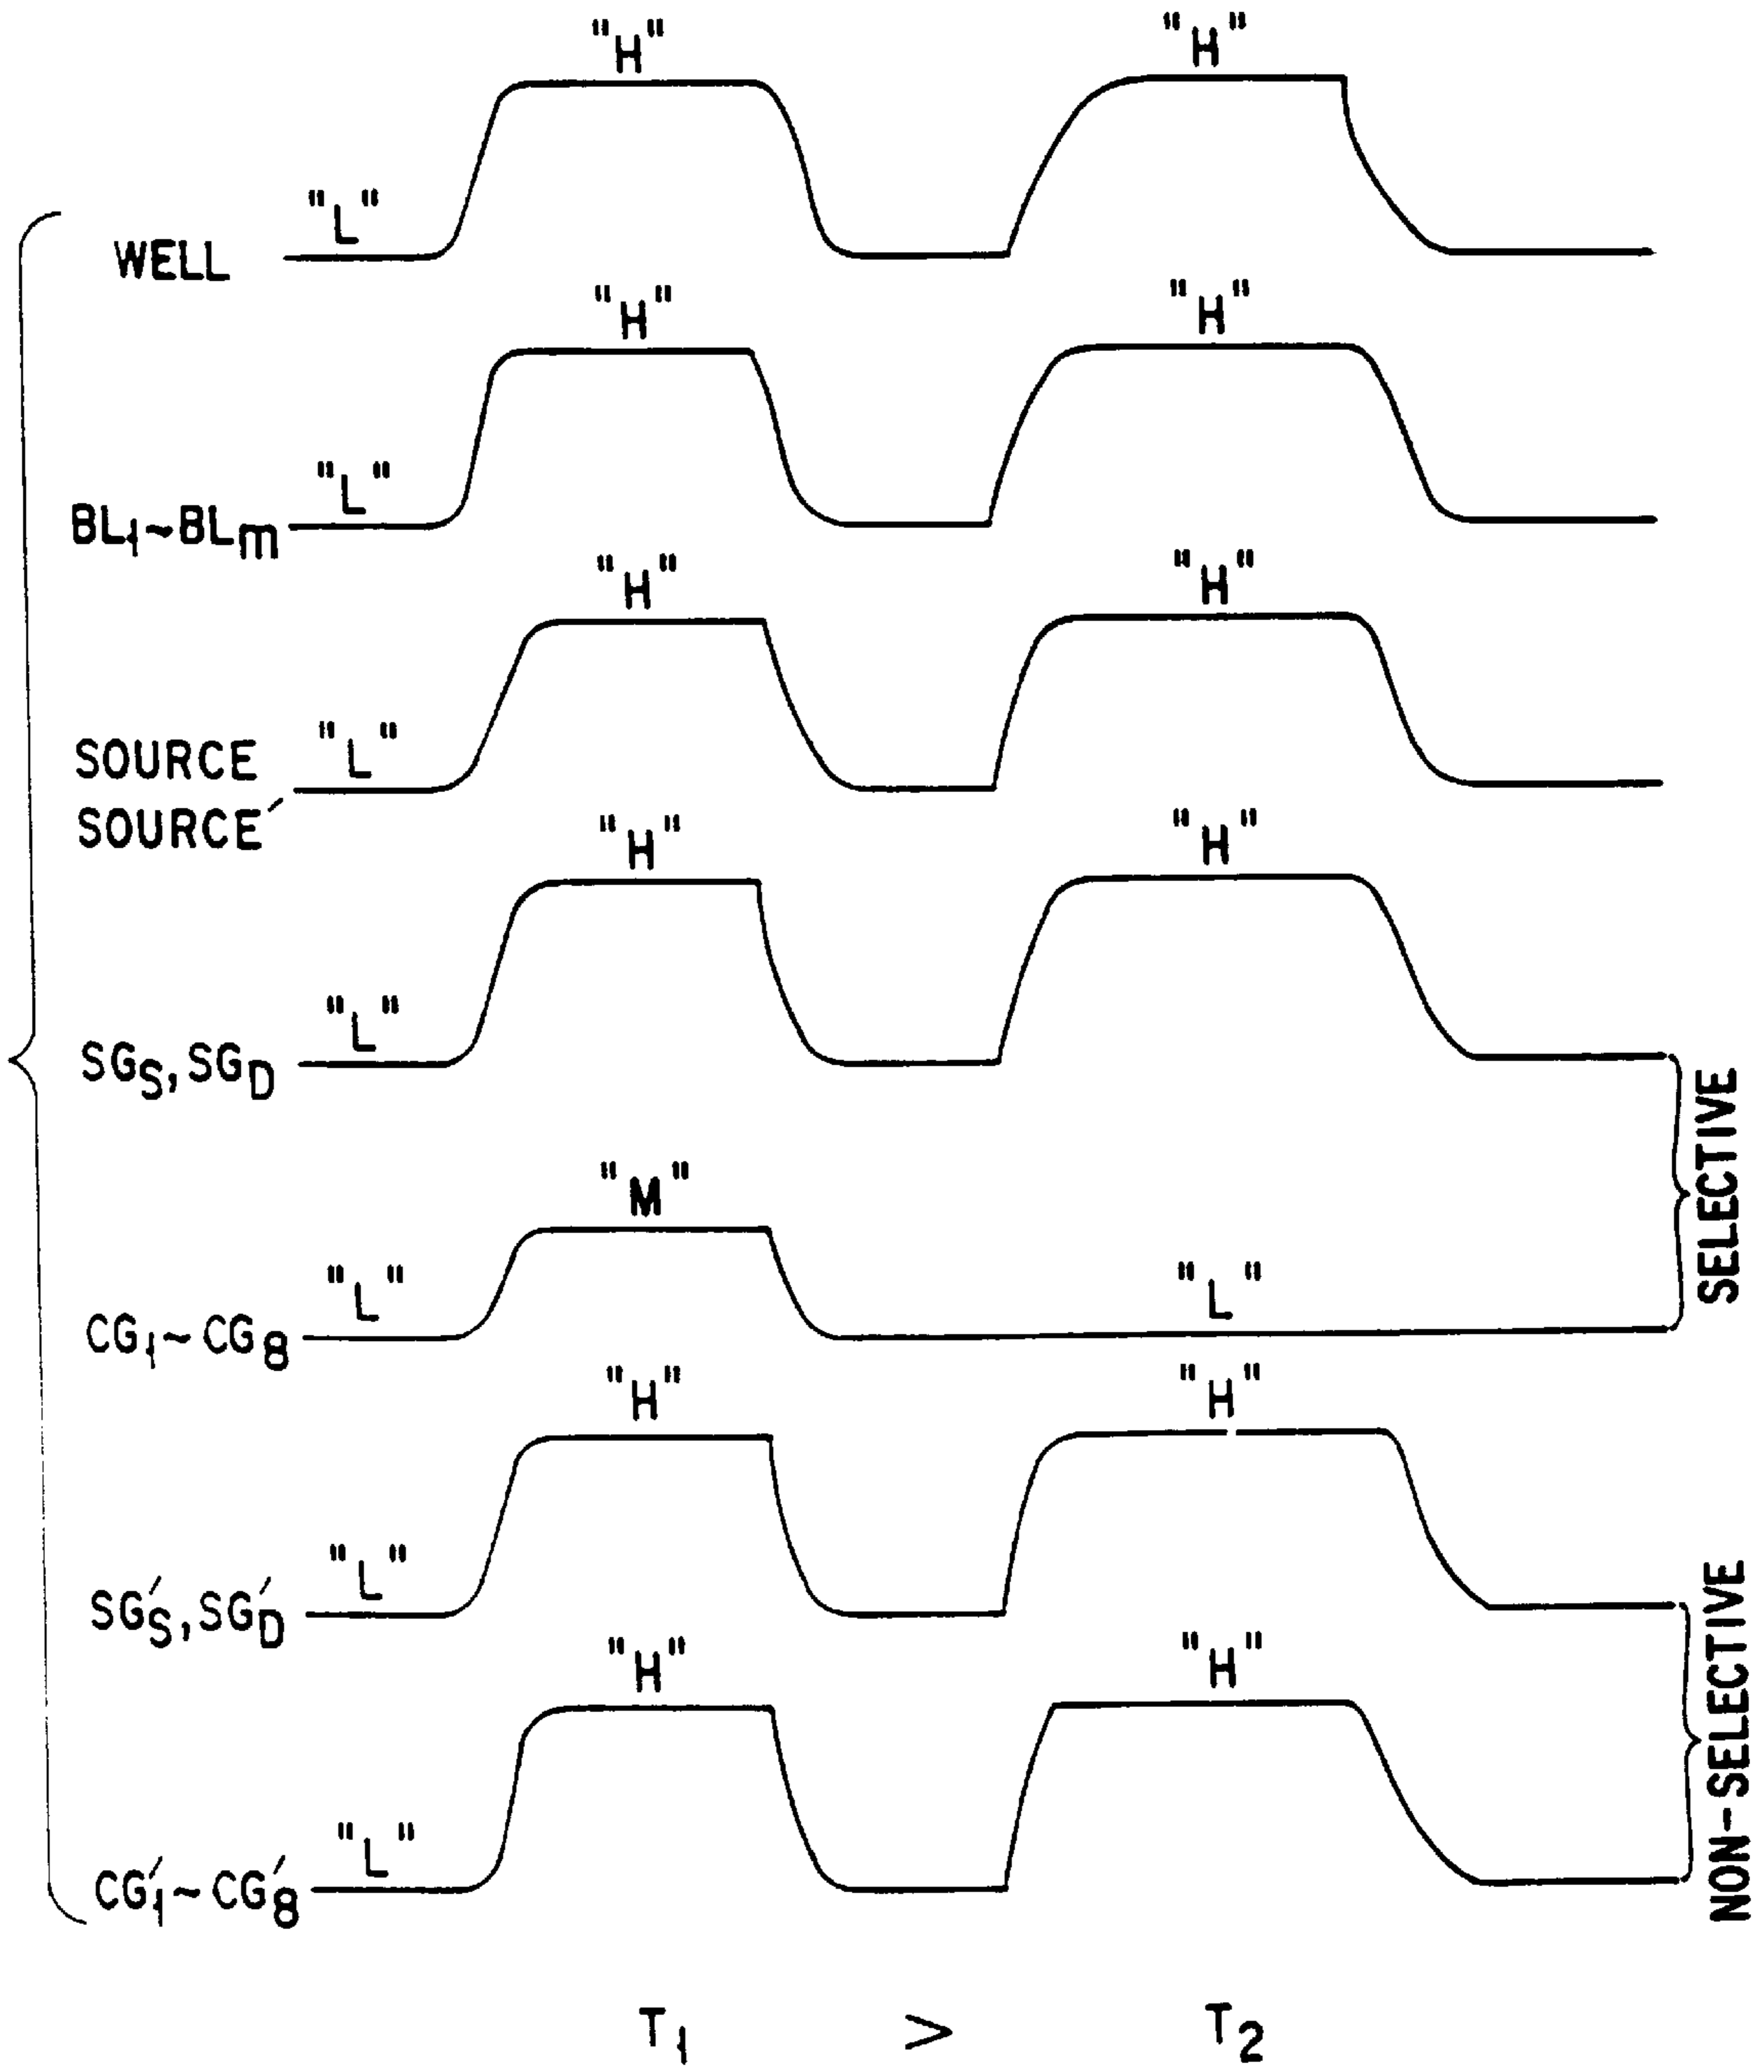 "H" "H"
"L"
WELL
"H" "H"
"L"
BL1~BLm
"H" "H"
"L"
SOURCE
SOURCE'
"H" "H"
"L"
SGS, SGD
SELECTIVE
"M"
"L" "L"
CG1~CG8
"H" "H"
"L"
SG'S, SG'D
NON-SELECTIVE
"H" "H"
"L"
CG'1~CG'8
T1 > T2